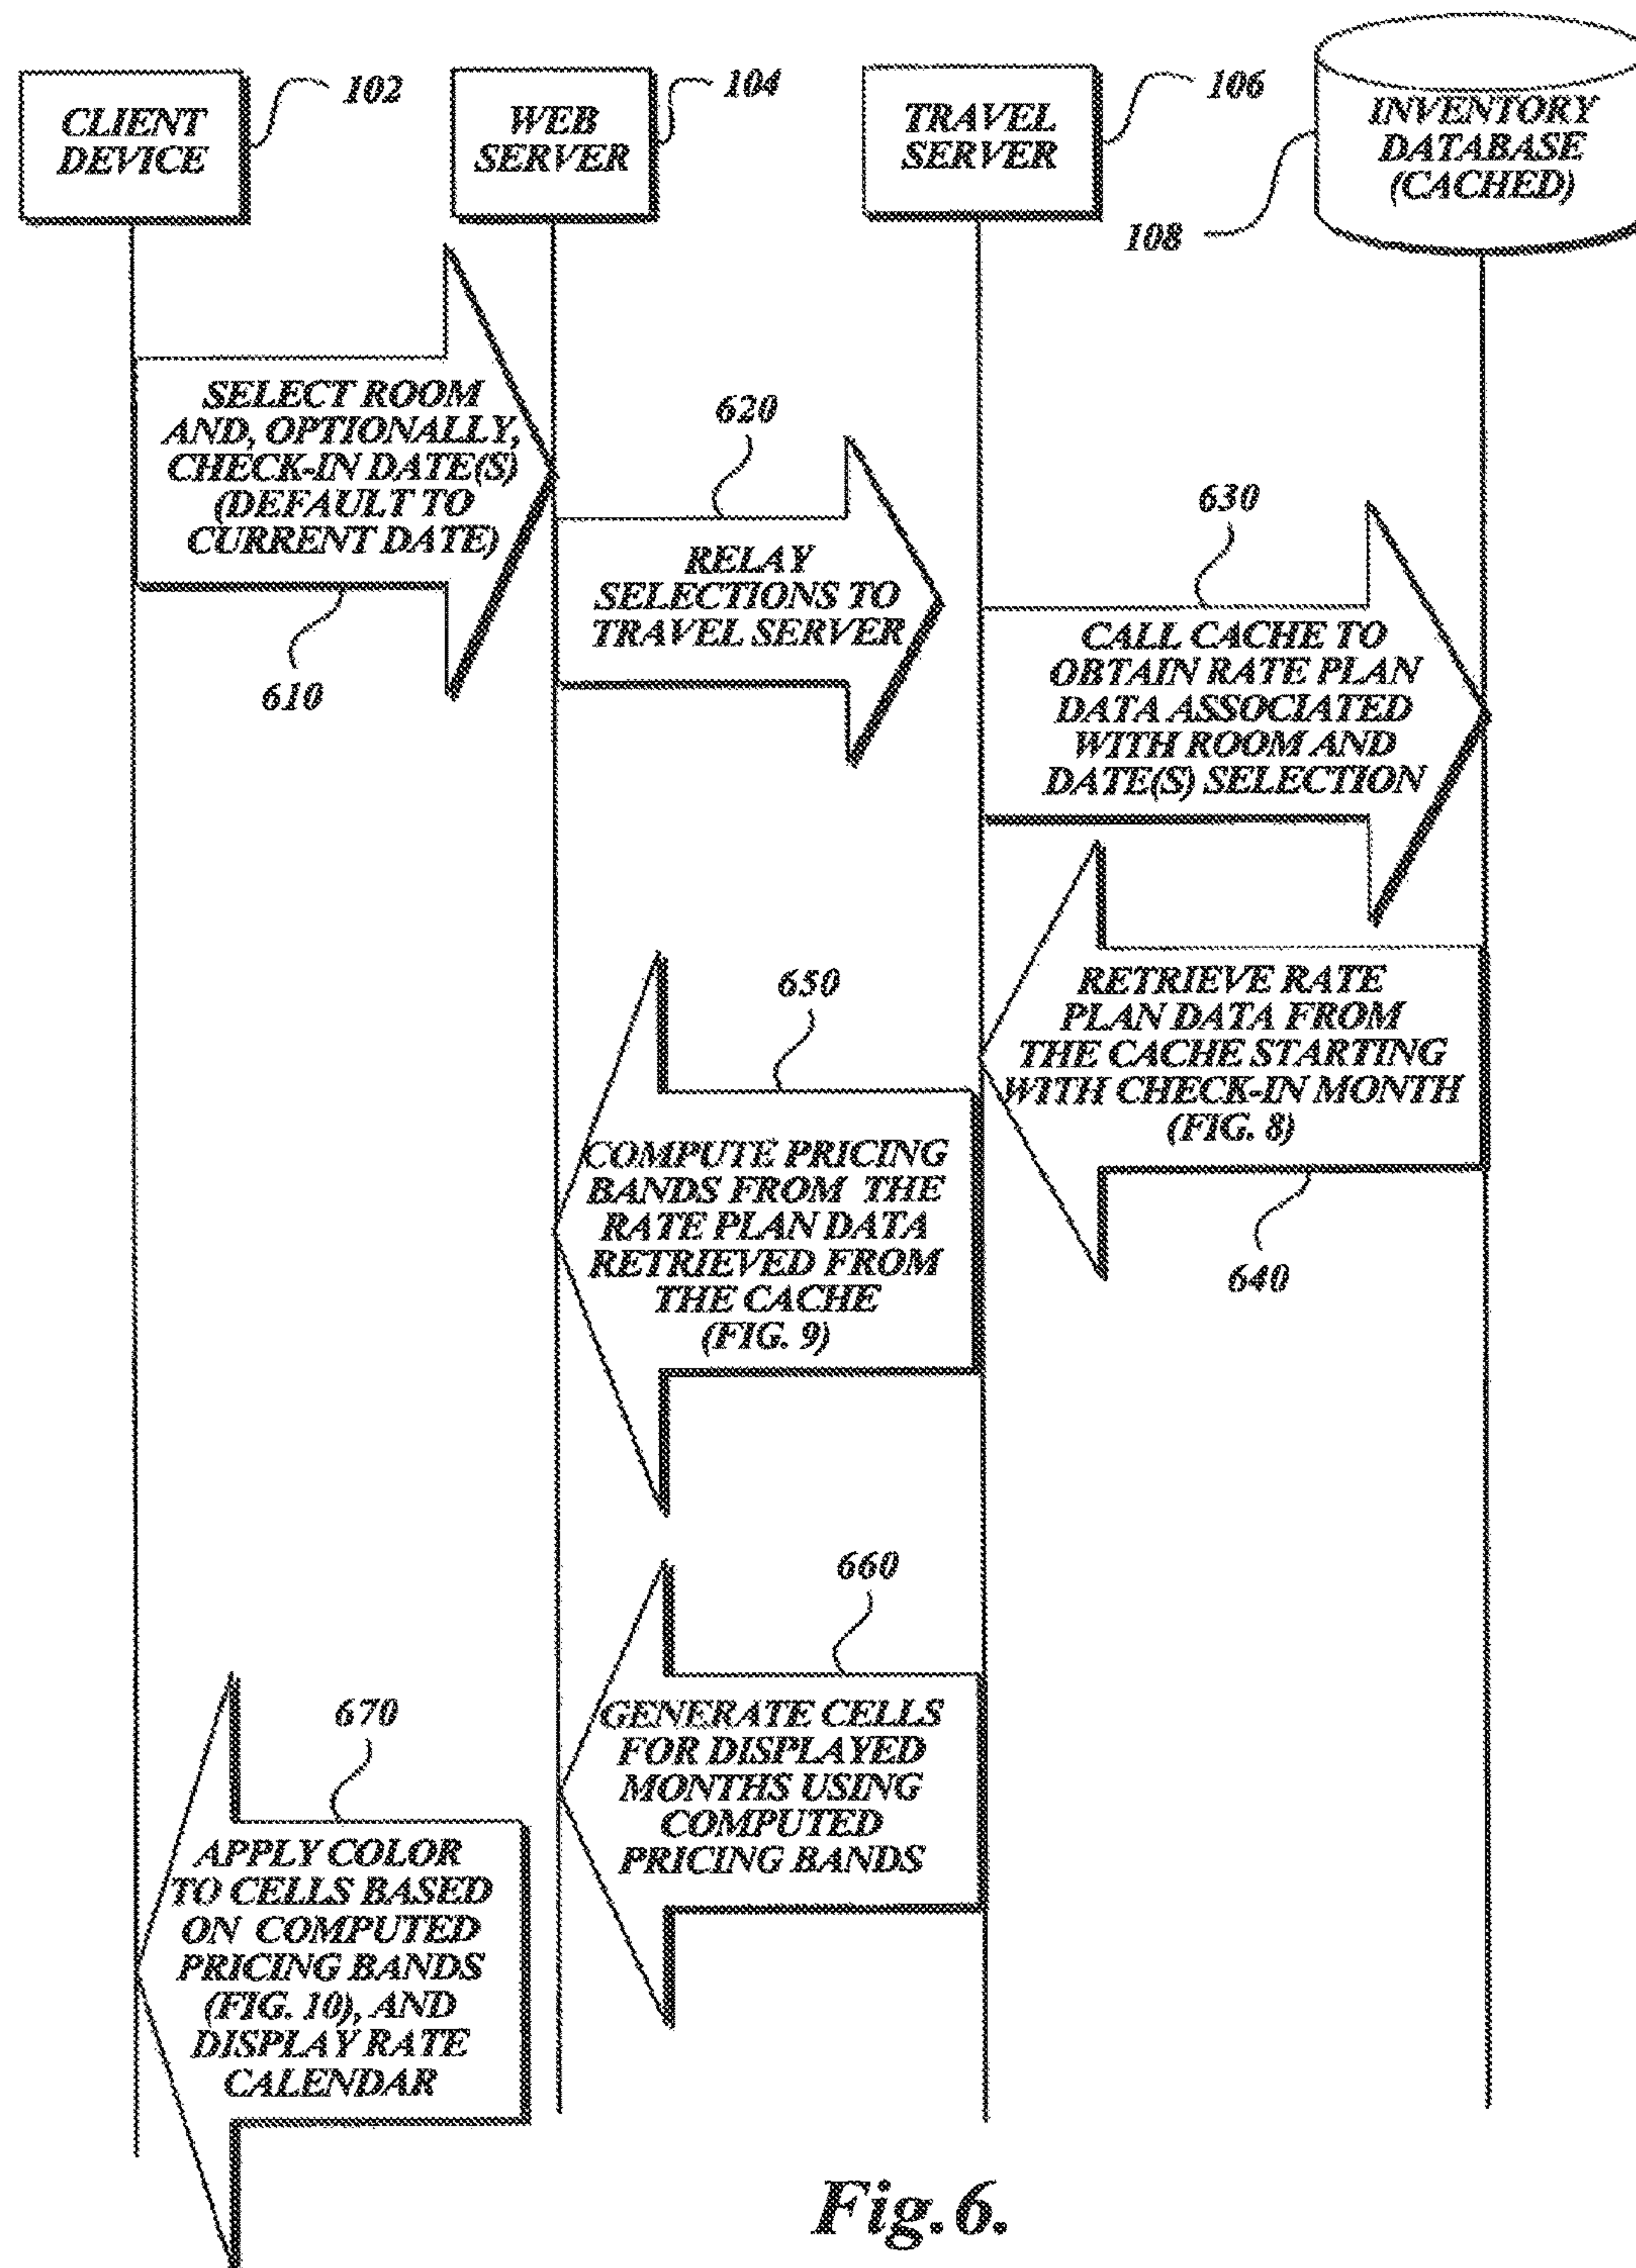 CLIENT
DEVICE
102
WEB
SERVER
104
TRAVEL
SERVER
106
INVENTORY
DATABASE
(CACHED)
108
SELECT ROOM
AND, OPTIONALLY,
CHECK-IN DATE(S)
(DEFAULT TO
CURRENT DATE)
610
620
RELAY
SELECTIONS TO
TRAVEL SERVER
630
CALL CACHE TO
OBTAIN RATE PLAN
DATA ASSOCIATED
WITH ROOM AND
DATE(S) SELECTION
RETRIEVE RATE
PLAN DATA FROM
THE CACHE STARTING
WITH CHECK-IN MONTH
(FIG. 8)
640
650
COMPUTE PRICING
BANDS FROM THE
RATE PLAN DATA
RETRIEVED FROM
THE CACHE
(FIG. 9)
660
GENERATE CELLS
FOR DISPLAYED
MONTHS USING
COMPUTED
PRICING BANDS
670
APPLY COLOR
TO CELLS BASED
ON COMPUTED
PRICING BANDS
(FIG. 10), AND
DISPLAY RATE
CALENDAR
Fig.6.